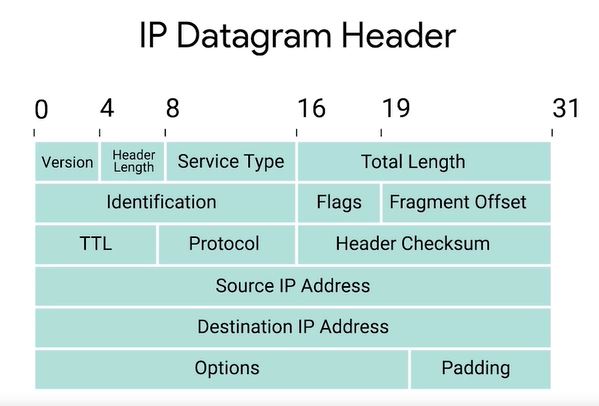 IP Datagram Header
0 4 8 16 19 31
Version Header Length Service Type Total Length
Identification Flags Fragment Offset
TTL Protocol Header Checksum
Source IP Address
Destination IP Address
Options Padding